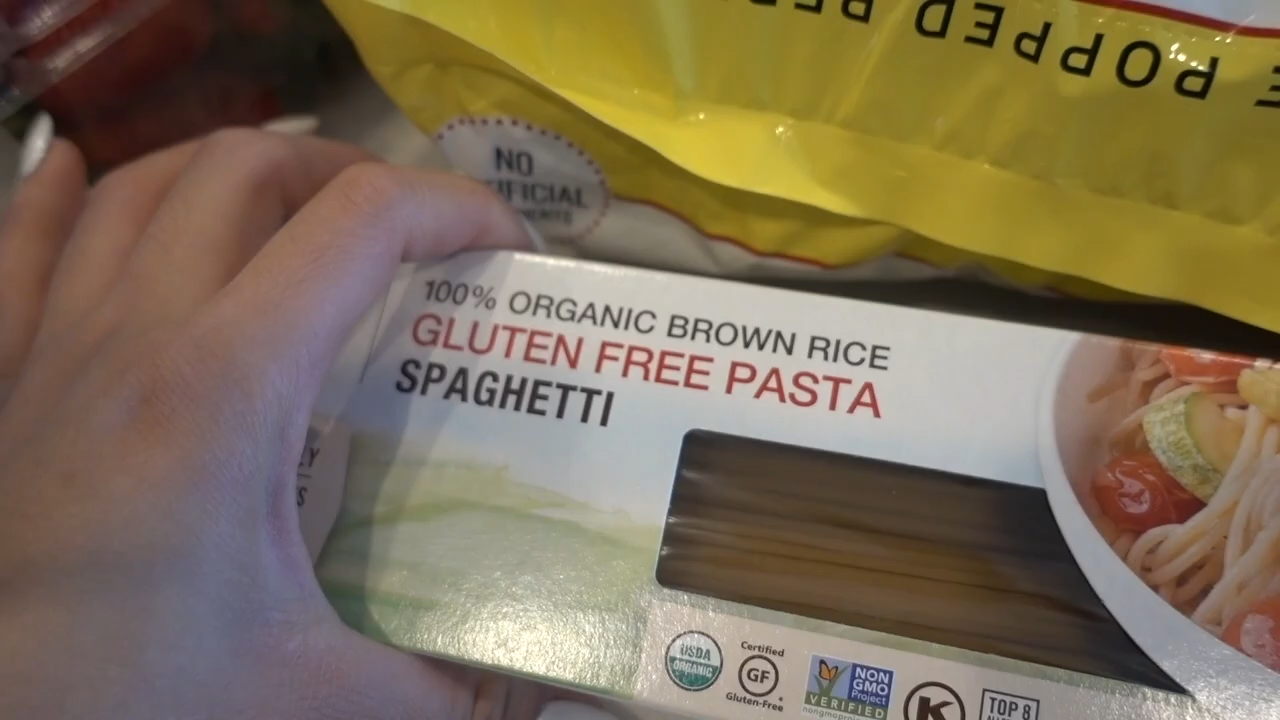 POPPED
NO
100% ORGANIC BROWN RICE
GLUTEN FREE PASTA
SPAGHETTI
USDA
ORGANIC
Certified
GF
Gluten-Free
NON
GMO
Project
VERIFIED
K
TOP 8